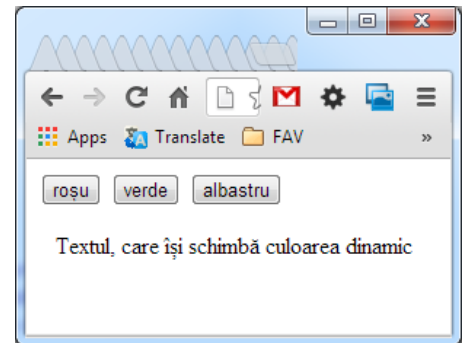 Apps Translate FAV »
roșu verde albastru
Textul, care își schimbă culoarea dinamic